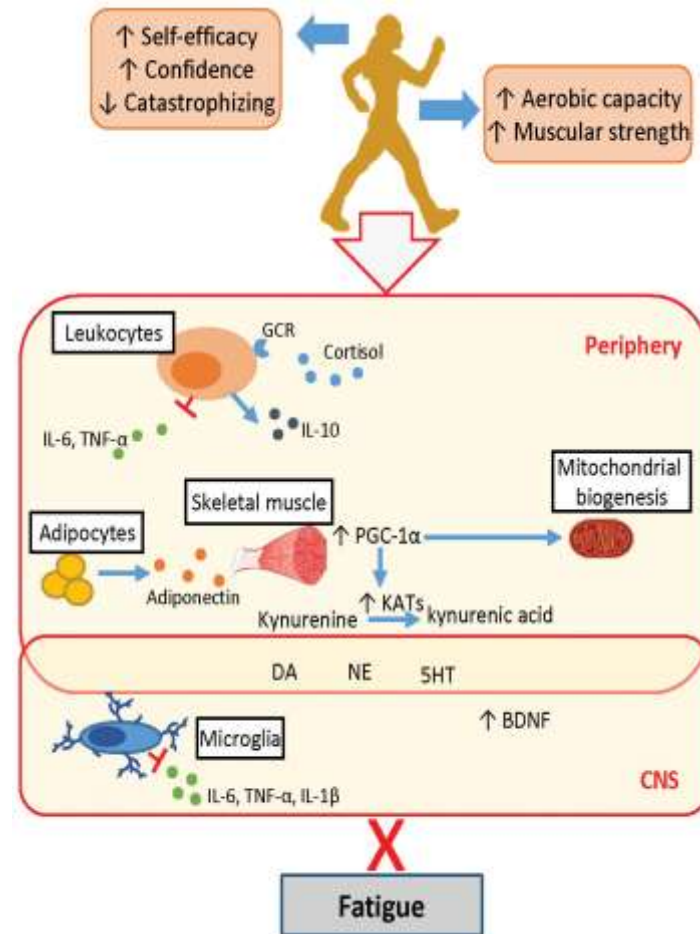 ↑ Self-efficacy
↑ Confidence
↓ Catastrophizing
↑ Aerobic capacity
↑ Muscular strength
Leukocytes
GCR
Cortisol
Periphery
IL-6, TNF-α
IL-10
Skeletal muscle
Mitochondrial
biogenesis
Adipocytes
↑ PGC-1α
Adiponectin
↑ KATs
Kynurenine
kynurenic acid
DA NE 5HT
↑ BDNF
Microglia
IL-6, TNF-α, IL-1β
CNS
X
Fatigue